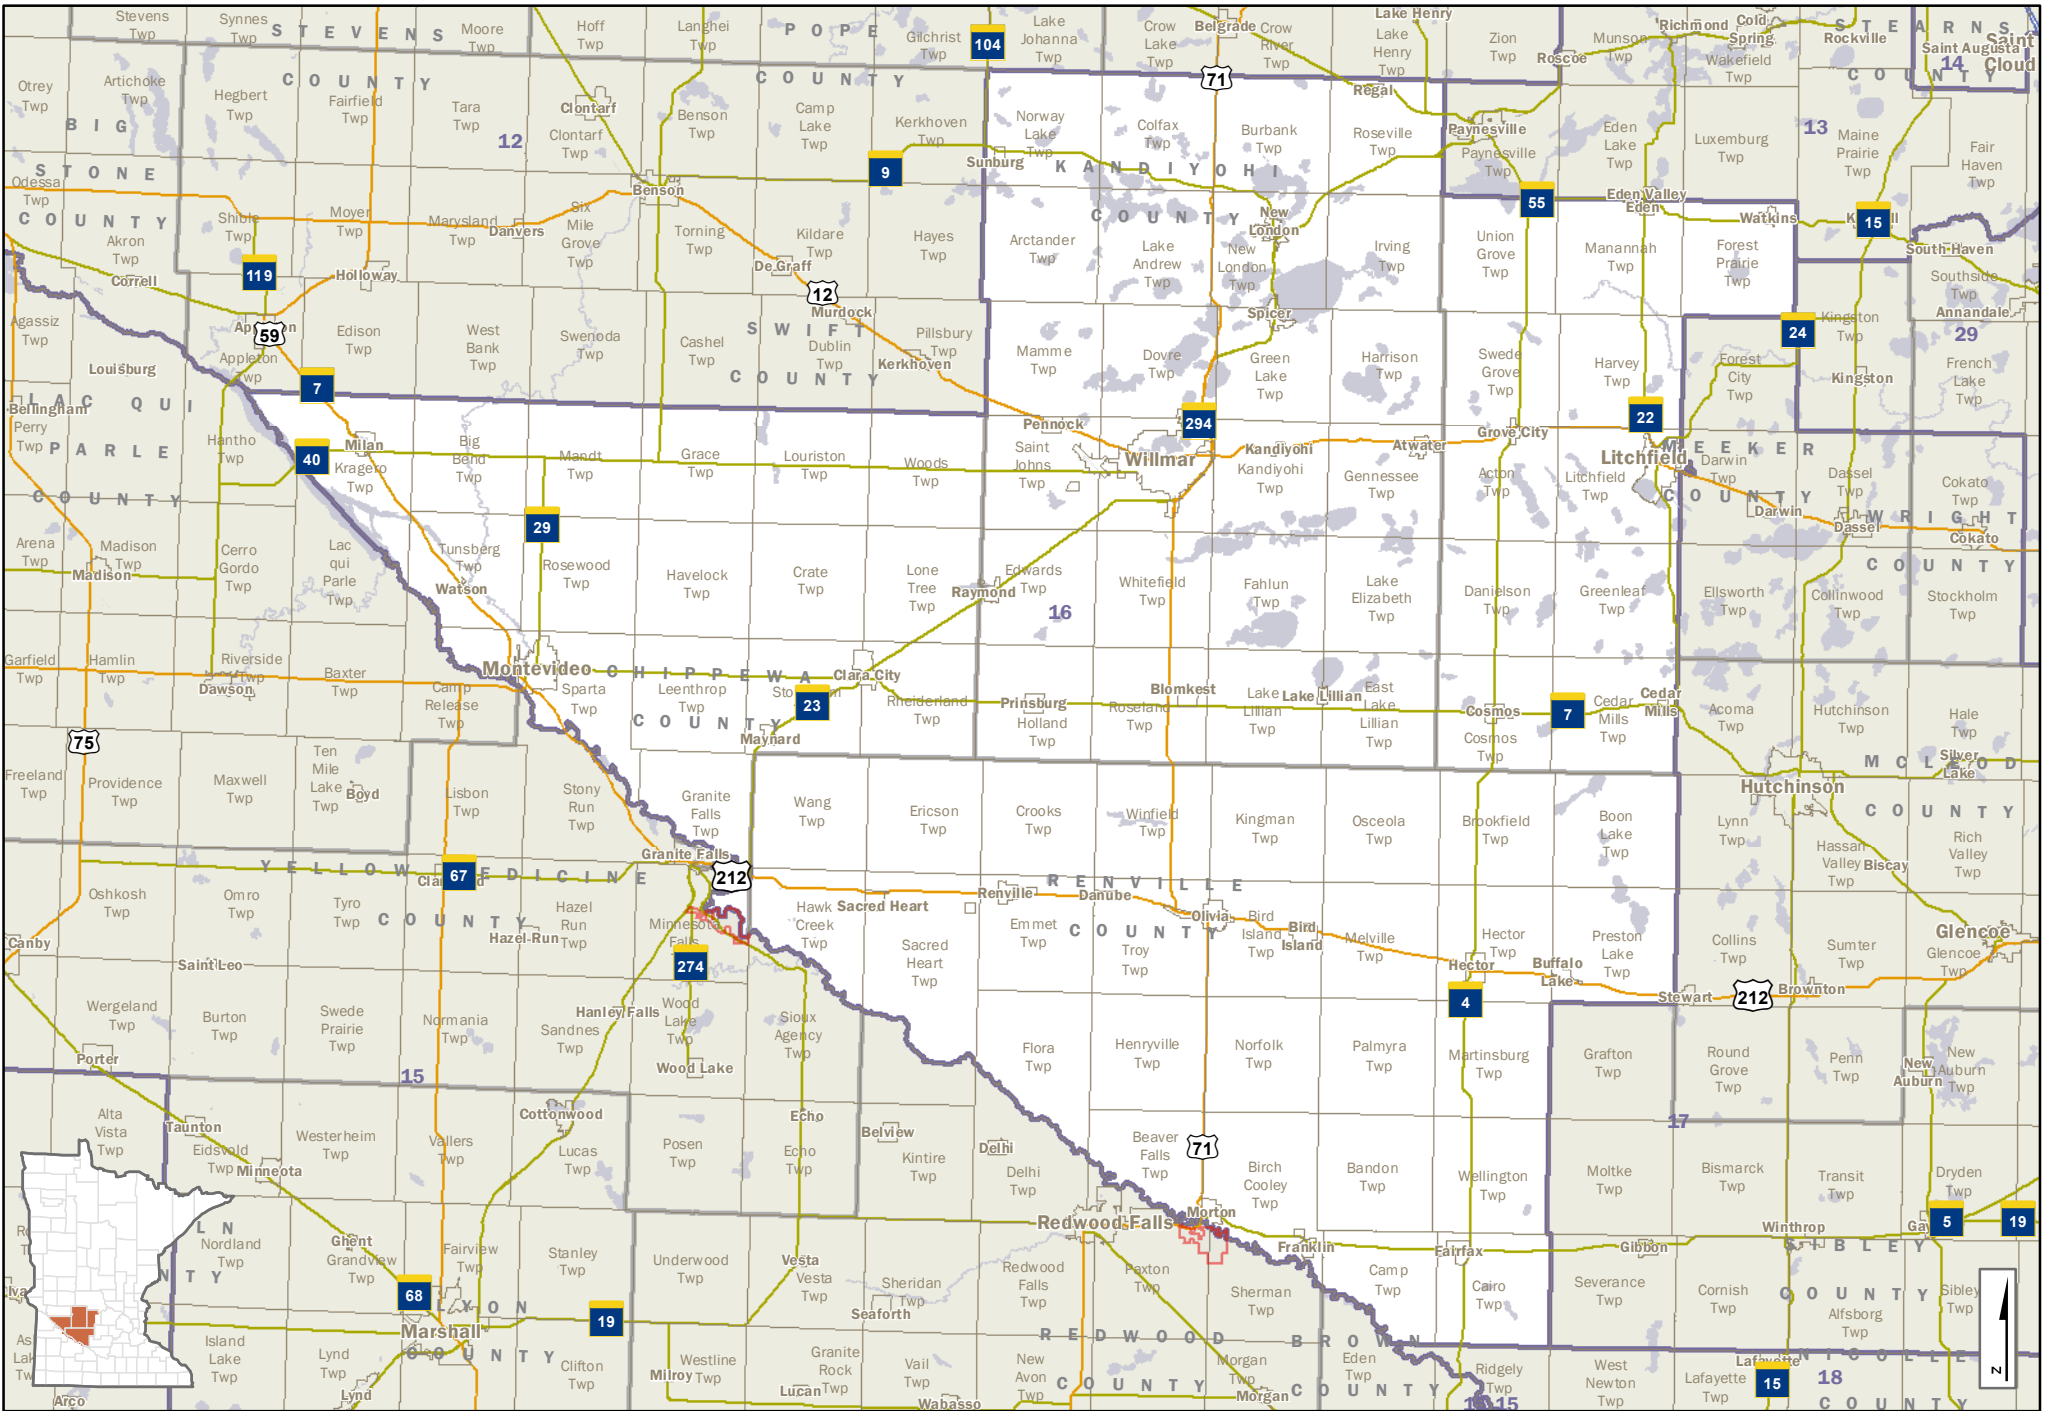 Stevens
Twp
Synnes
Twp
STEVENS
COUNTY
Moore
Twp
Hoff
Twp
Langhei
Twp
POPE
COUNTY
Gilchrist
Twp
104
Lake
Johanna
Twp
Crow
Lake
Twp
Belgrade
Crow
River
Twp
71
Lake Henry
Lake
Henry
Twp
Regal
Zion
Twp
Roscoe
Munson
Twp
Richmond
Cold
Spring
Wakefield
Twp
Rockville
STEARNS
COUNTY
Saint Augusta
Saint
Cloud
14
Otrey
Twp
Artichoke
Twp
BIG
STONE
COUNTY
Hegbert
Twp
Fairfield
Twp
Tara
Twp
12
Clontarf
Clontarf
Twp
Benson
Twp
Camp
Lake
Twp
Kerkhoven
Twp
9
Sunburg
Norway
Lake
Twp
Colfax
Twp
Burbank
Twp
Roseville
Twp
KANDIYOHI
COUNTY
Paynesville
Paynesville
Twp
Eden
Lake
Twp
Luxemburg
Twp
13
Maine
Prairie
Twp
Fair
Haven
Twp
Odessa
Twp
Akron
Twp
Correll
Shible
Twp
119
Moyer
Twp
Holloway
Marysland
Twp
Danvers
Six
Mile
Grove
Twp
Benson
Torning
Twp
De Graff
Kildare
Twp
12
Murdock
Hayes
Twp
Arctander
Twp
Lake
Andrew
Twp
New
London
New
London
Twp
Irving
Twp
Spicer
55
Union
Grove
Twp
Eden Valley
Eden
Manannah
Twp
Watkins
Forest
Prairie
Twp
15
South Haven
Southside
Twp
Annandale
29
Agassiz
Twp
Louisburg
59
Appleton
Twp
7
Edison
Twp
West
Bank
Twp
Swenoda
Twp
Cashel
Twp
SWIFT
COUNTY
Dublin
Twp
Pillsbury
Twp
Kerkhoven
Mamme
Twp
Dovre
Twp
Green
Lake
Twp
Harrison
Twp
Swede
Grove
Twp
Harvey
Twp
24
Kingston
Twp
Kingston
Forest
City
Twp
French
Lake
Twp
LAC QUI
PARLE
COUNTY
Bellingham
Perry
Twp
Hantho
Twp
40
Milan
Kragero
Twp
Big
Bend
Twp
Mandt
Twp
Grace
Twp
Louriston
Twp
Woods
Twp
Pennock
Saint
Johns
Twp
294
Willmar
Kandiyohi
Kandiyohi
Twp
Atwater
Gennessee
Twp
Grove City
Acton
Twp
22
Litchfield
Litchfield
Twp
MEEKER
COUNTY
Darwin
Twp
Darwin
Dassel
Twp
Dassel
Cokato
Twp
WRIGHT
COUNTY
Cokato
Arena
Twp
Madison
Twp
Madison
Cerro
Gordo
Twp
Lac
qui
Parle
Twp
Tunsberg
Twp
Watson
29
Rosewood
Twp
Havelock
Twp
Crate
Twp
Lone
Tree
Twp
Raymond
Edwards
Twp
16
Whitefield
Twp
Fahlun
Twp
Lake
Elizabeth
Twp
Danielson
Twp
Greenleaf
Twp
Ellsworth
Twp
Collinwood
Twp
Stockholm
Twp
Garfield
Twp
Hamlin
Twp
Riverside
Twp
Dawson
Baxter
Twp
Camp
Release
Twp
Montevideo
CHIPPEWA
COUNTY
Sparta
Twp
Leenthrop
Twp
23
Maynard
Clara City
Rheiderland
Twp
Prinsburg
Holland
Twp
Blomkest
Roseland
Twp
Lake
Lillian
Twp
Lake Lillian
East
Lake
Lillian
Twp
Cosmos
Cosmos
Twp
7
Cedar
Mills
Twp
Cedar
Mills
Acoma
Twp
Hutchinson
Twp
Hale
Twp
75
Freeland
Twp
Providence
Twp
Maxwell
Twp
Ten
Mile
Lake
Twp
Boyd
Lisbon
Twp
Stony
Run
Twp
Granite
Falls
Twp
Granite Falls
212
Wang
Twp
Ericson
Twp
Crooks
Twp
Winfield
Twp
Kingman
Twp
Osceola
Twp
Brookfield
Twp
Boon
Lake
Twp
Hutchinson
Lynn
Twp
MCLEOD
COUNTY
Silver
Lake
Hassan
Valley
Twp
Biscay
Rich
Valley
Twp
YELLOW MEDICINE
COUNTY
67
Oshkosh
Twp
Omro
Twp
Tyro
Twp
Hazel Run
Hazel
Run
Twp
Minnesota
Falls
274
Hawk
Creek
Twp
Sacred Heart
Sacred
Heart
Twp
Renville
Emmet
Twp
RENVILLE
COUNTY
Danube
Troy
Twp
Olivia
Bird
Island
Twp
Bird
Island
Melville
Twp
Hector
Twp
Hector
4
Buffalo
Lake
Preston
Lake
Twp
Stewart
Collins
Twp
212
Brownton
Sumter
Twp
Glencoe
Glencoe
Twp
Canby
Saint Leo
Wergeland
Twp
Burton
Twp
Swede
Prairie
Twp
Normania
Twp
Sandnes
Twp
Hanley Falls
Wood
Lake
Twp
Wood Lake
Sioux
Agency
Twp
Flora
Twp
Henryville
Twp
Norfolk
Twp
Palmyra
Twp
Martinsburg
Twp
Grafton
Twp
Round
Grove
Twp
Penn
Twp
New
Auburn
New
Auburn
Twp
Porter
15
17
Alta
Vista
Twp
Taunton
Eidsvold
Twp
Minneota
Westerheim
Twp
Vallers
Twp
Cottonwood
Lucas
Twp
Posen
Twp
Echo
Echo
Twp
Belview
Kintire
Twp
Delhi
Delhi
Twp
Beaver
Falls
Twp
71
Birch
Cooley
Twp
Bandon
Twp
Wellington
Twp
Moltke
Twp
Bismarck
Twp
Transit
Twp
Dryden
Twp
5
19
LN
NTY
Nordland
Twp
Ghent
Grandview
Twp
Fairview
Twp
Stanley
Twp
Underwood
Twp
Vesta
Vesta
Twp
Sheridan
Twp
Seaforth
Redwood Falls
Redwood
Falls
Twp
Morton
Paxton
Twp
Sherman
Twp
Franklin
Camp
Twp
Fairfax
Cairo
Twp
Gibbon
Severance
Twp
Winthrop
SIBLEY
COUNTY
Cornish
Twp
Alfsborg
Twp
Sibley
Twp
68
LYON
COUNTY
Marshall
19
Island
Lake
Twp
Lynd
Twp
Lynd
Arco
Clifton
Twp
Milroy
Westline
Twp
Granite
Rock
Twp
Lucan
Vail
Twp
Wabasso
New
Avon
Twp
REDWOOD
COUNTY
Morgan
Twp
Morgan
BROWN
COUNTY
Eden
Twp
Ridgely
Twp
West
Newton
Twp
Lafayette
Lafayette
Twp
15
NICOLLE
18
COUNTY
N